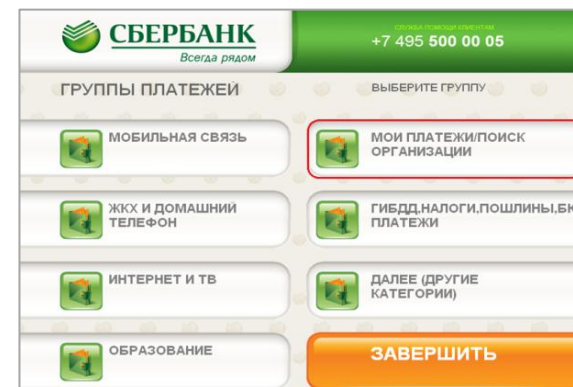 СБЕРБАНК
Всегда рядом
СЛУЖБА ПОМОЩИ КЛИЕНТАМ
+7 495 500 00 05
ГРУППЫ ПЛАТЕЖЕЙ
ВЫБЕРИТЕ ГРУППУ
МОБИЛЬНАЯ СВЯЗЬ
МОИ ПЛАТЕЖИ/ПОИСК
ОРГАНИЗАЦИИ
ЖКХ И ДОМАШНИЙ
ТЕЛЕФОН
ГИБДД,НАЛОГИ,ПОШЛИНЫ,БЮ
ПЛАТЕЖИ
ИНТЕРНЕТ И ТВ
ДАЛЕЕ (ДРУГИЕ
КАТЕГОРИИ)
ОБРАЗОВАНИЕ
ЗАВЕРШИТЬ